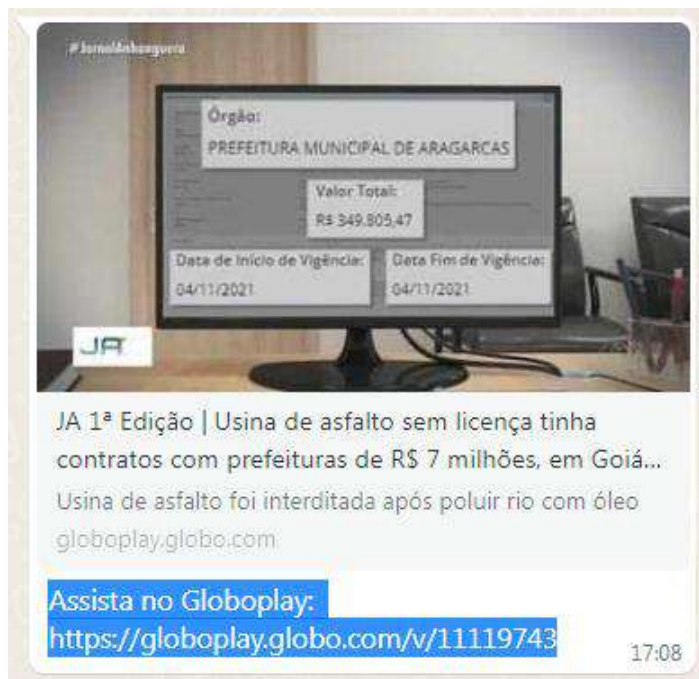 #JornalAnhanguera
Órgão:
PREFEITURA MUNICIPAL DE ARAGARCAS
Valor Total:
R$ 349.805,47
Data de Início de Vigência:
04/11/2021
Data Fim de Vigência:
04/11/2021
JA
JA 1ª Edição | Usina de asfalto sem licença tinha
contratos com prefeituras de R$ 7 milhões, em Goiá...
Usina de asfalto foi interditada após poluir rio com óleo
globoplay.globo.com
Assista no Globoplay:
https://globoplay.globo.com/v/11119743
17:08